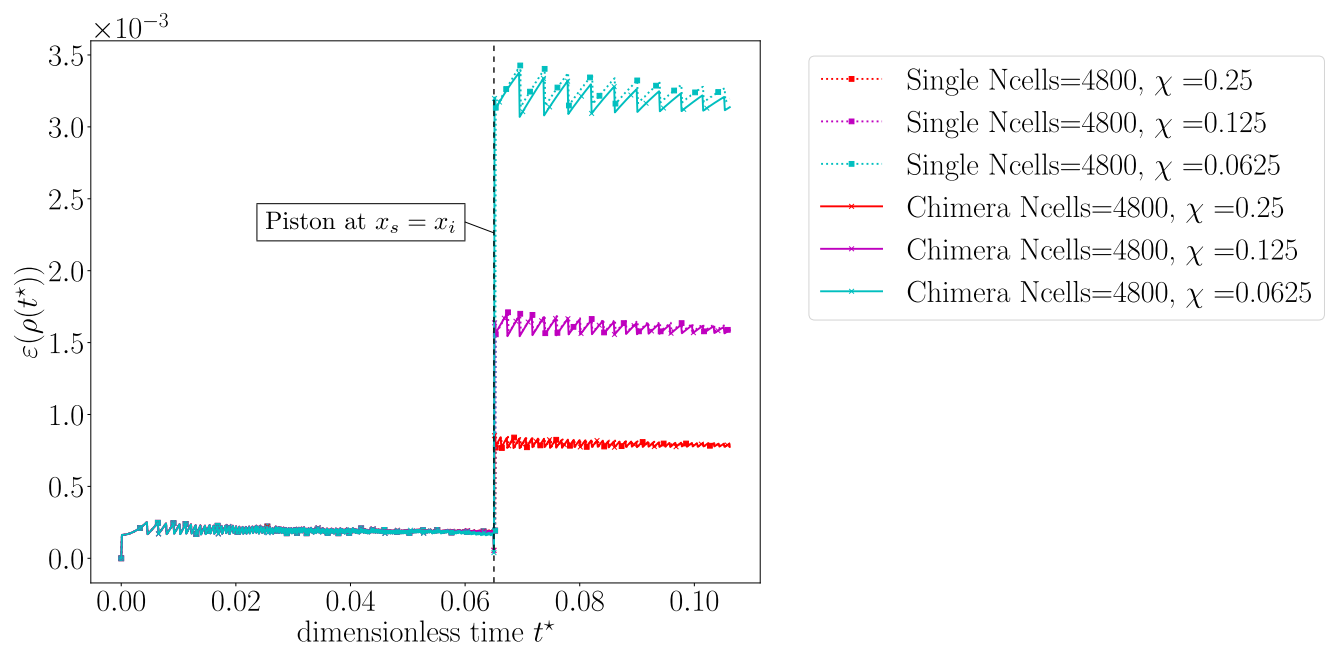 ×10⁻³
3.5
3.0
2.5
2.0
1.5
1.0
0.5
0.0
ε(ρ(t⋆))
Piston at xₛ = xᵢ
0.00 0.02 0.04 0.06 0.08 0.10
dimensionless time t⋆
Single Ncells=4800, χ =0.25
Single Ncells=4800, χ =0.125
Single Ncells=4800, χ =0.0625
Chimera Ncells=4800, χ =0.25
Chimera Ncells=4800, χ =0.125
Chimera Ncells=4800, χ =0.0625